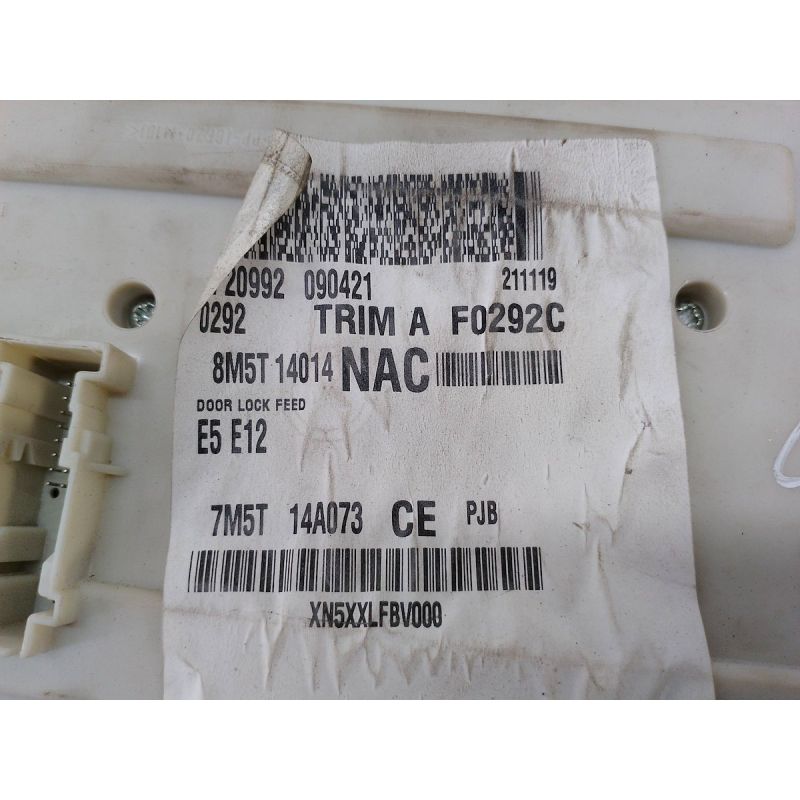 20992 090421 211119
0292 TRIM A F0292C
8M5T 14014 NAC
DOOR LOCK FEED
E5 E12
7M5T 14A073 CE PJB
XN5XXLFBV000